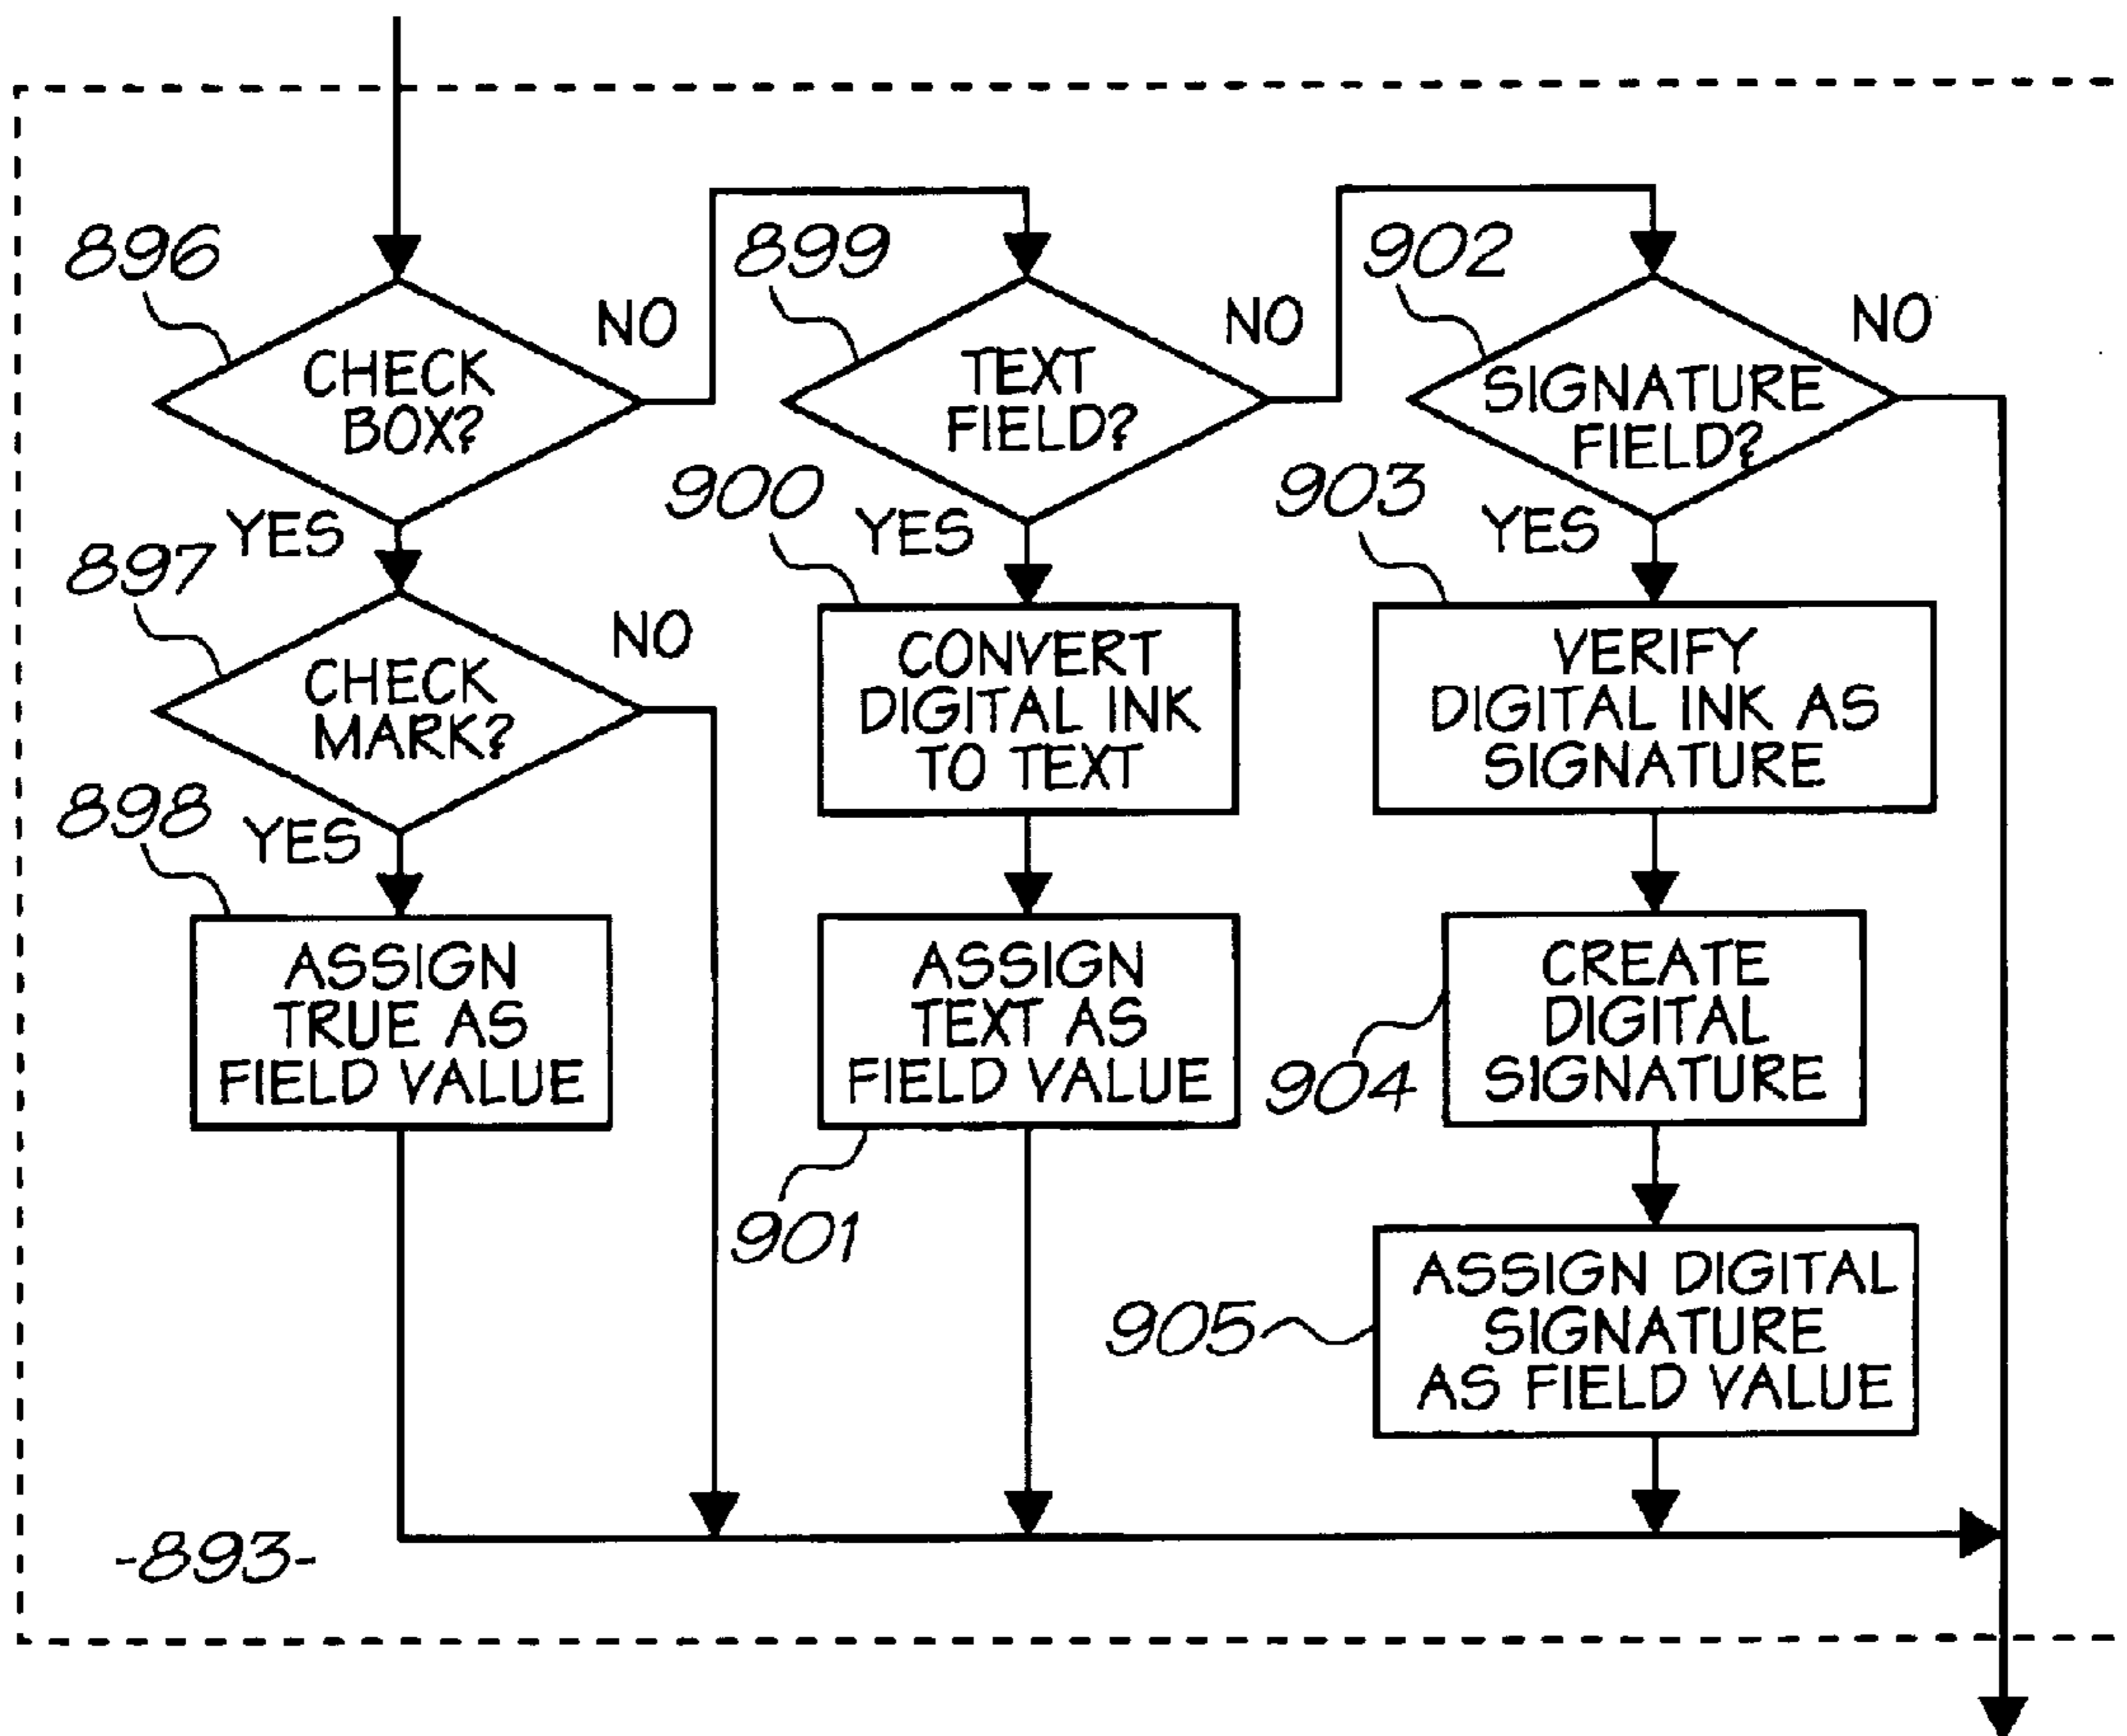 896
CHECK
BOX?
NO
YES
897
CHECK
MARK?
NO
YES
898
ASSIGN
TRUE AS
FIELD VALUE
899
TEXT
FIELD?
NO
YES
900
CONVERT
DIGITAL INK
TO TEXT
ASSIGN
TEXT AS
FIELD VALUE
901
902
SIGNATURE
FIELD?
NO
YES
903
VERIFY
DIGITAL INK AS
SIGNATURE
CREATE
DIGITAL
SIGNATURE
904
ASSIGN DIGITAL
SIGNATURE
AS FIELD VALUE
905
-893-